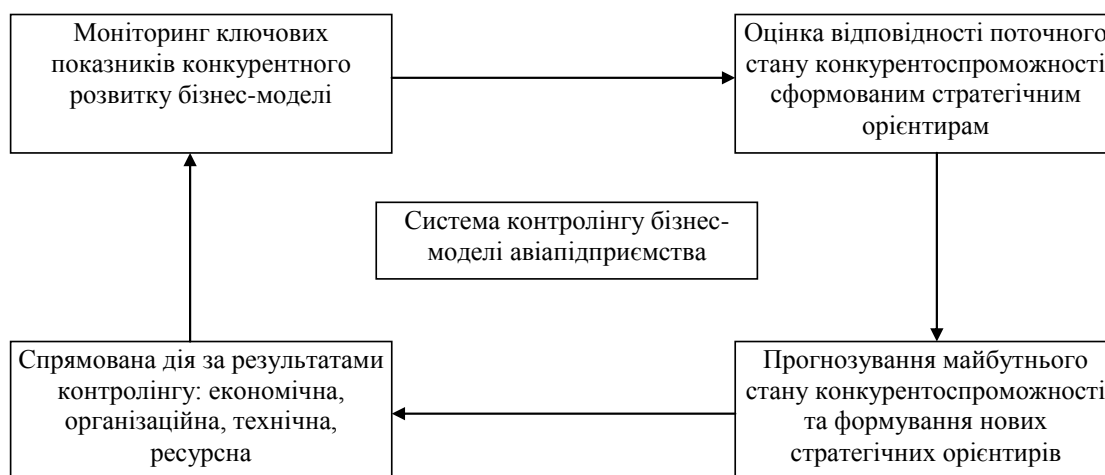 Моніторинг ключових
показників конкурентного
розвитку бізнес-моделі
Оцінка відповідності поточного
стану конкурентоспроможності
сформованим стратегічним
орієнтирам
Система контролінгу бізнес-
моделі авіапідприємства
Спрямована дія за результатами
контролінгу: економічна,
організаційна, технічна,
ресурсна
Прогнозування майбутнього
стану конкурентоспроможності
та формування нових
стратегічних орієнтирів